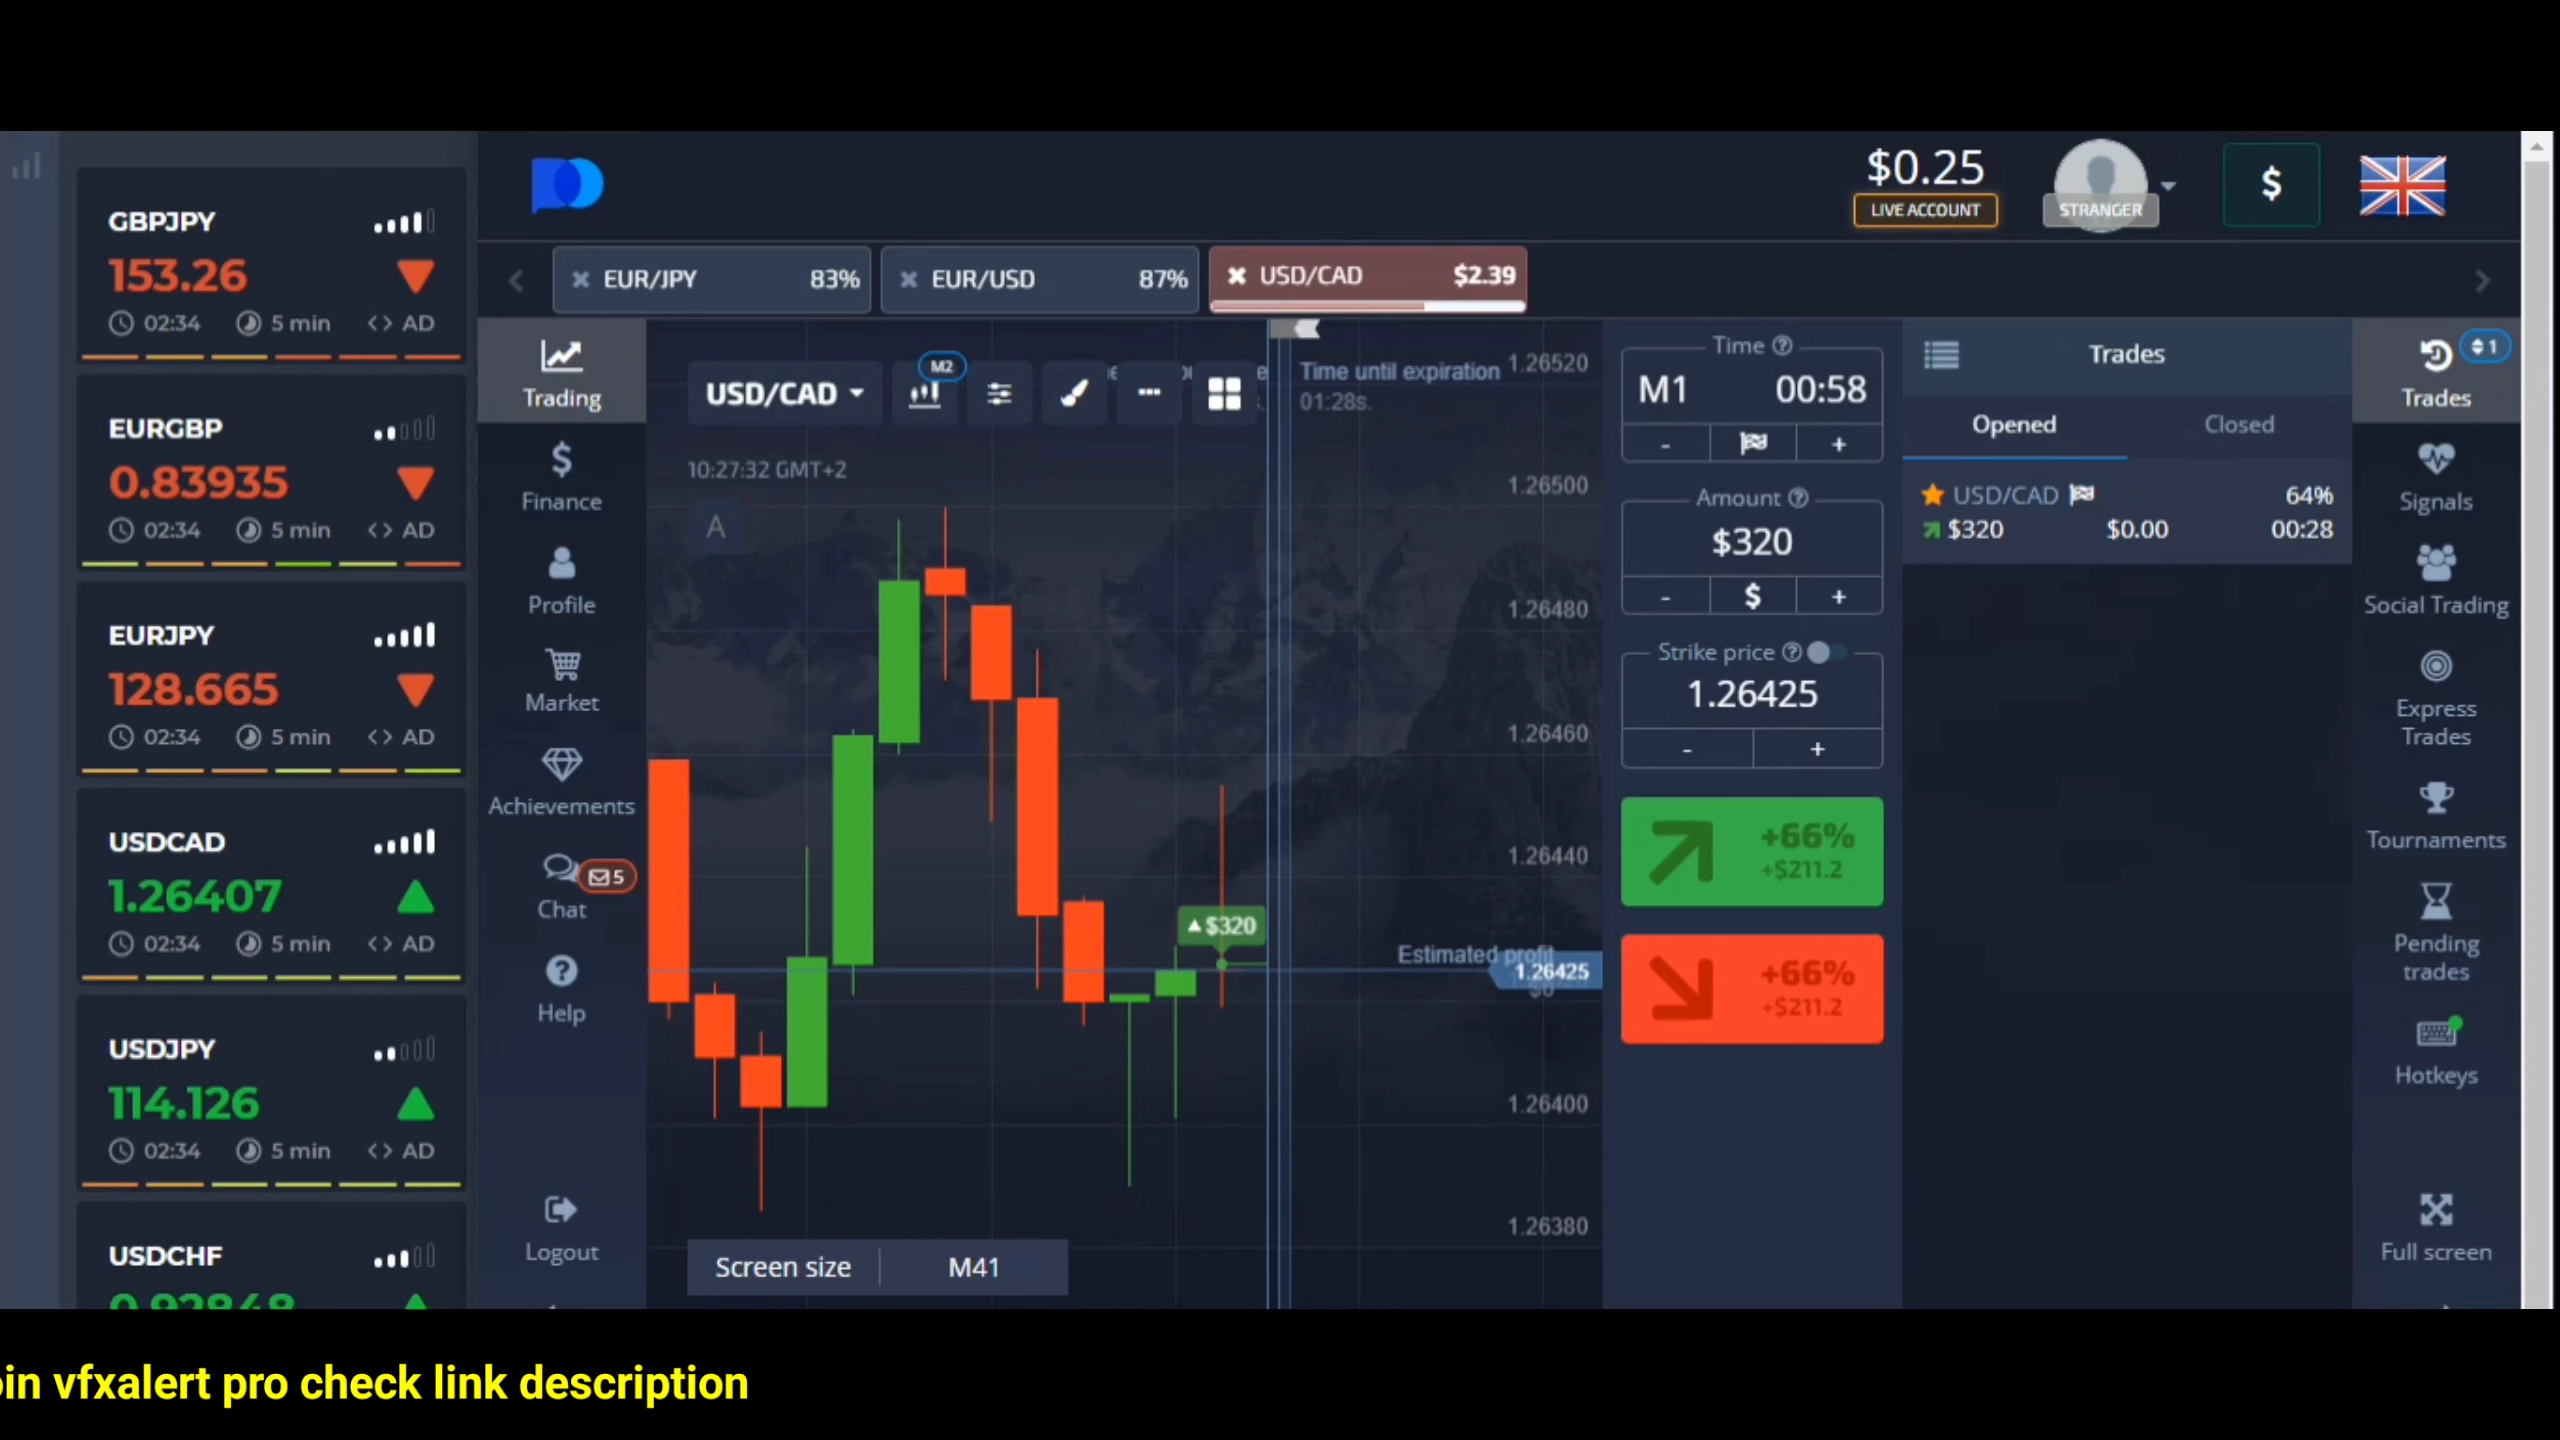 GBPJPY
153.26
02:34 5 min <> AD
EURGBP
0.83935
02:34 5 min <> AD
EURJPY
128.665
02:34 5 min <> AD
USDCAD
1.26407
02:34 5 min <> AD
USDJPY
114.126
02:34 5 min <> AD
USDCHF
0.92848
$0.25
LIVE ACCOUNT
STRANGER
$
EUR/JPY 83%
EUR/USD 87%
USD/CAD $2.39
Trading
Finance
Profile
Market
Achievements
5
Chat
Help
Logout
USD/CAD
M2
Time until expiration
01:28s.
10:27:32 GMT+2
A
1.26520
1.26500
1.26480
1.26460
1.26440
1.26400
1.26380
$320
Estimated profit
1.26425
$0
Screen size M41
Time
M1 00:58
- +
Amount
$320
- $ +
Strike price
1.26425
- +
+66%
+$211.2
+66%
+$211.2
Trades
Opened Closed
USD/CAD 64%
$320 $0.00 00:28
1
Trades
Signals
Social Trading
Express
Trades
Tournaments
Pending
trades
Hotkeys
Full screen
vfxalert pro check link description